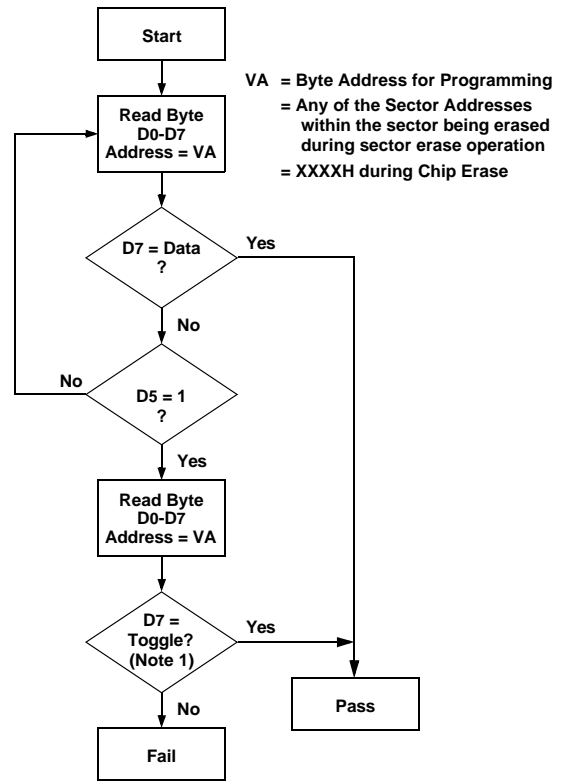 Start
VA = Byte Address for Programming
= Any of the Sector Addresses
within the sector being erased
during sector erase operation
= XXXXH during Chip Erase
Read Byte
D0-D7
Address = VA
D7 = Data
?
Yes
No
No
D5 = 1
?
Yes
Read Byte
D0-D7
Address = VA
D7 =
Toggle?
(Note 1)
Yes
No
Pass
Fail